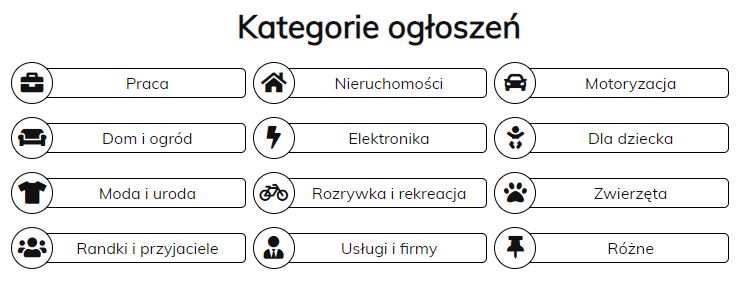 Kategorie ogłoszeń
Praca
Nieruchomości
Motoryzacja
Dom i ogród
Elektronika
Dla dziecka
Moda i uroda
Rozrywka i rekreacja
Zwierzęta
Randki i przyjaciele
Usługi i firmy
Różne